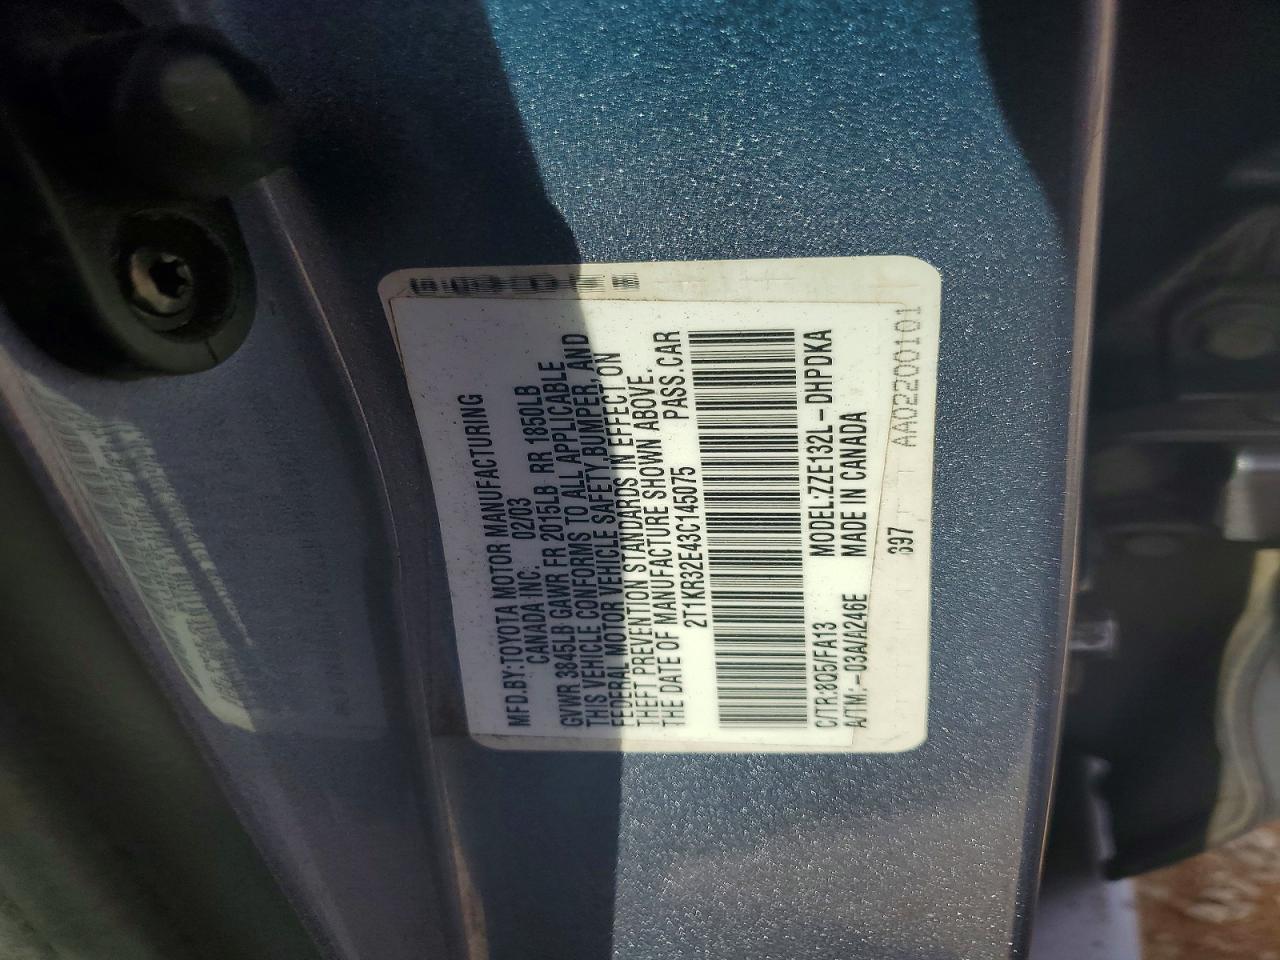 MFD.BY:TOYOTA MOTOR MANUFACTURING
CANADA INC. 02/03
GVWR 3845LB GAWR FR 2015LB RR 1850LB
THIS VEHICLE CONFORMS TO ALL APPLICABLE
FEDERAL MOTOR VEHICLE SAFETY,BUMPER, AND
THEFT PREVENTION STANDARDS IN EFFECT ON
THE DATE OF MANUFACTURE SHOWN ABOVE.
2T1KR32E43C145075 PASS.CAR
C/TR:8Q5/FA13 MODEL:ZZE132L-DHPDKA
A/TM:-03A/A246E MADE IN CANADA
397 AA02200101